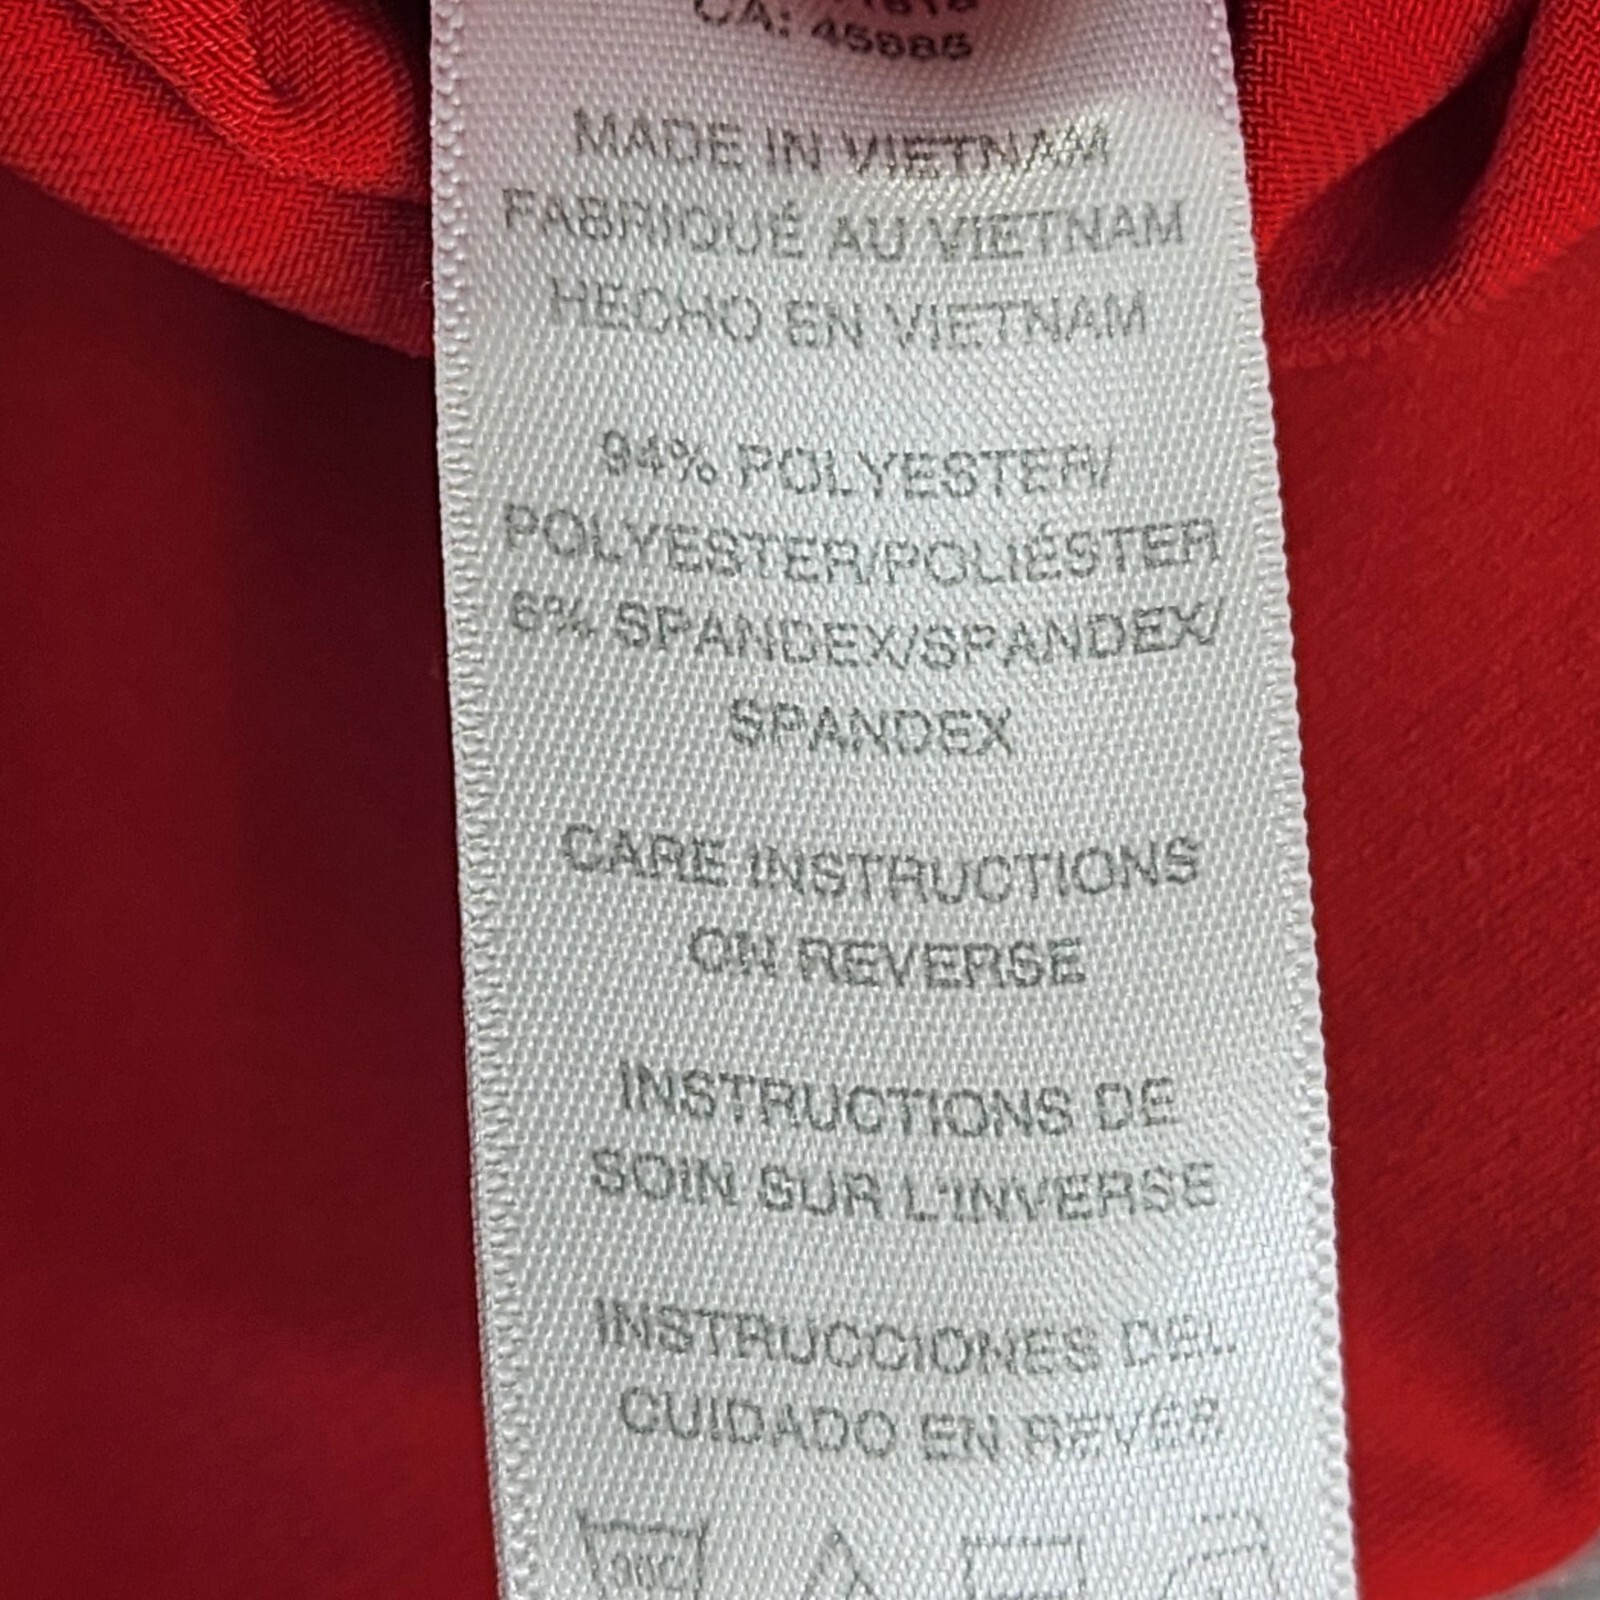 CA: 45885
MADE IN VIETNAM
FABRIQUÉ AU VIETNAM
HECHO EN VIETNAM
94% POLYESTER/
POLYESTER/POLIÉSTER
6% SPANDEX/SPANDEX/
SPANDEX
CARE INSTRUCTIONS
ON REVERSE
INSTRUCTIONS DE
SOIN SUR L'INVERSE
INSTRUCCIONES DEL
CUIDADO EN REVÉS